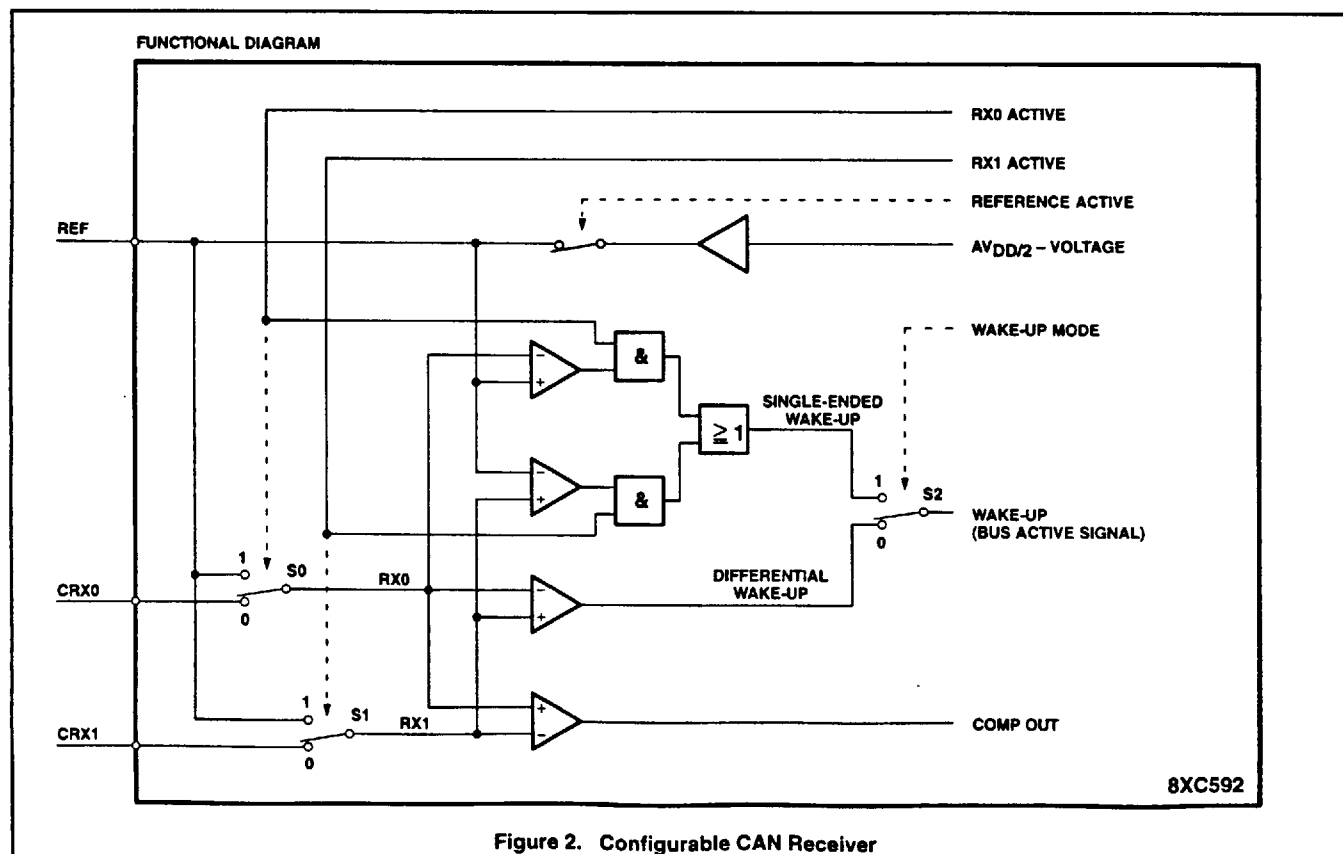 FUNCTIONAL DIAGRAM
RX0 ACTIVE
RX1 ACTIVE
REFERENCE ACTIVE
REF
AVDD/2 – VOLTAGE
WAKE-UP MODE
&
−
+
SINGLE-ENDED
WAKE-UP
≧ 1
−
+
&
1
S2
0
WAKE-UP
(BUS ACTIVE SIGNAL)
1
S0
RX0
CRX0
0
DIFFERENTIAL
WAKE-UP
−
+
1
S1
RX1
CRX1
0
+
−
COMP OUT
8XC592
Figure 2. Configurable CAN Receiver